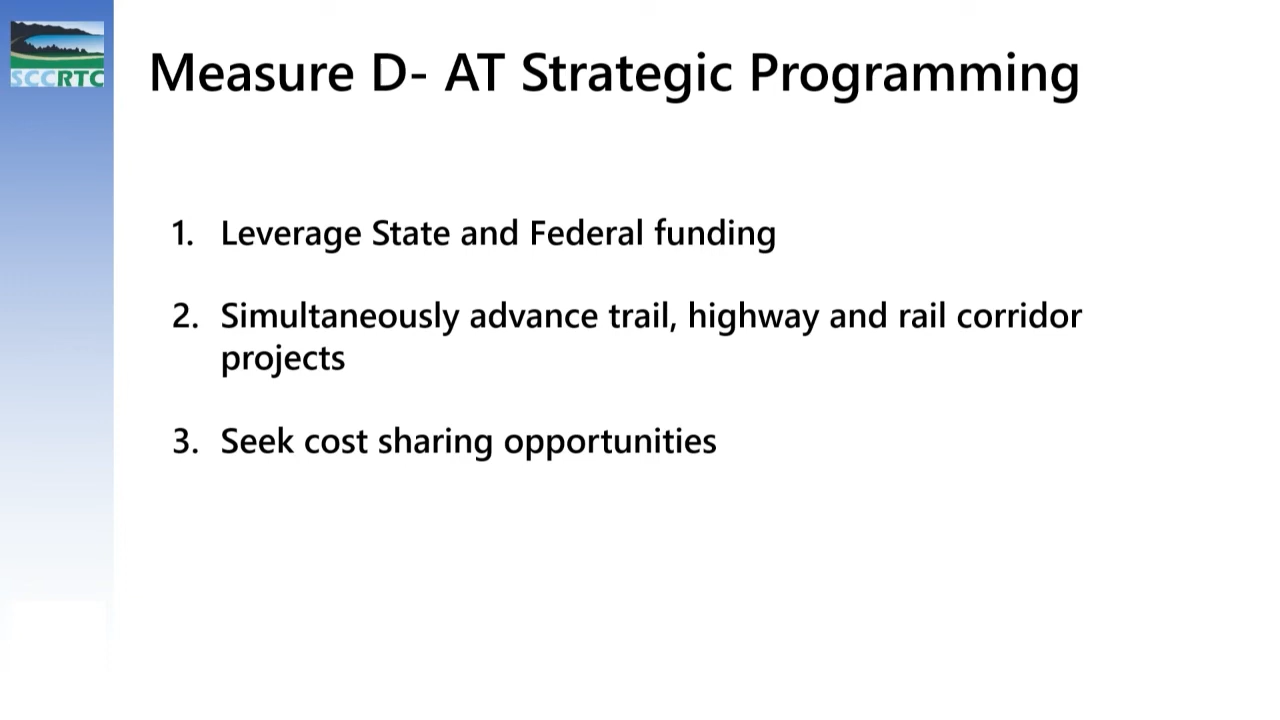 SCCRTC
Measure D- AT Strategic Programming
1. Leverage State and Federal funding
2. Simultaneously advance trail, highway and rail corridor
projects
3. Seek cost sharing opportunities